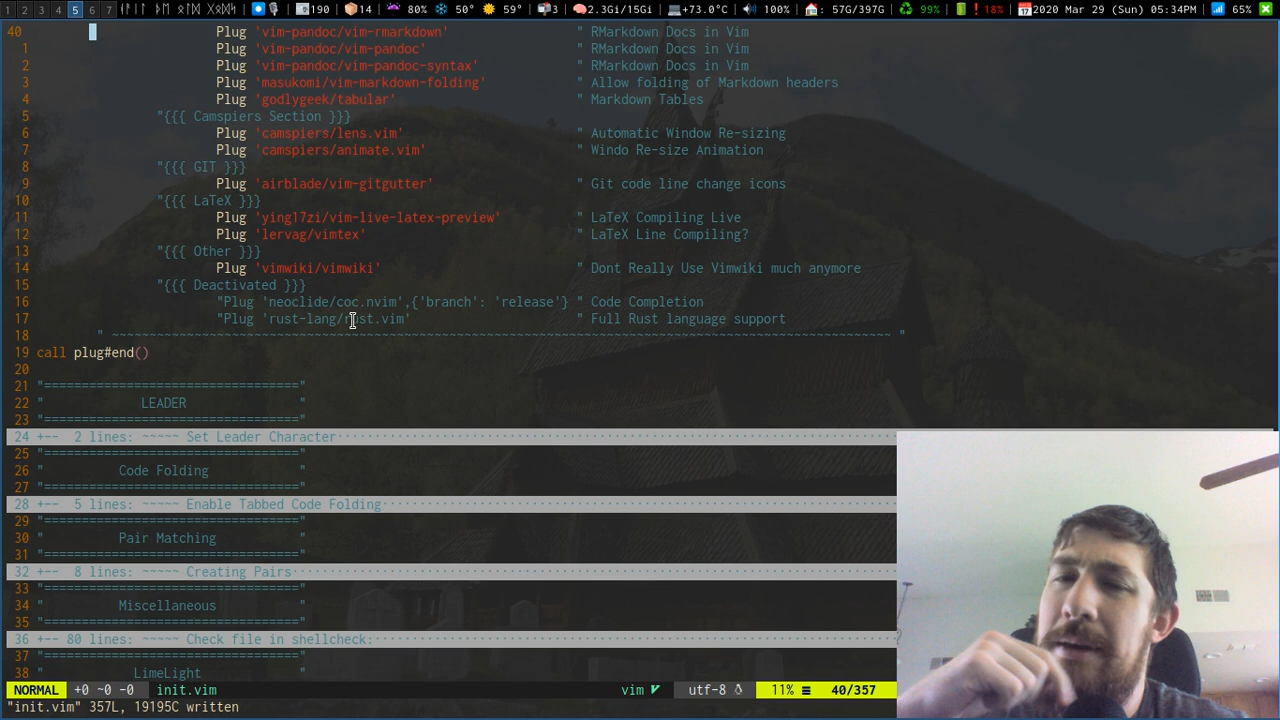 1 2 3 4 5 6 7 190 14 80% 50° 59° 3 2.3Gi/15Gi +73.0°C 100% : 57G/397G 99% ! 18% 2020 Mar 29 (Sun) 05:34PM 65%
40 Plug 'vim-pandoc/vim-rmarkdown' " RMarkdown Docs in Vim
1 Plug 'vim-pandoc/vim-pandoc' " RMarkdown Docs in Vim
2 Plug 'vim-pandoc/vim-pandoc-syntax' " RMarkdown Docs in Vim
3 Plug 'masukomi/vim-markdown-folding' " Allow folding of Markdown headers
4 Plug 'godlygeek/tabular' " Markdown Tables
5 "{{{ Camspiers Section }}}
6 Plug 'camspiers/lens.vim' " Automatic Window Re-sizing
7 Plug 'camspiers/animate.vim' " Windo Re-size Animation
8 "{{{ GIT }}}
9 Plug 'airblade/vim-gitgutter' " Git code line change icons
10 "{{{ LaTeX }}}
11 Plug 'ying17zi/vim-live-latex-preview' " LaTeX Compiling Live
12 Plug 'lervag/vimtex' " LaTeX Line Compiling?
13 "{{{ Other }}}
14 Plug 'vimwiki/vimwiki' " Dont Really Use Vimwiki much anymore
15 "{{{ Deactivated }}}
16 "Plug 'neoclide/coc.nvim',{'branch': 'release'} " Code Completion
17 "Plug 'rust-lang/rust.vim' " Full Rust language support
18 " ~~~~~~~~~~~~~~~~~~~~~~~~~~~~~~~~~~~~~~~~~~~~~~~~~~~~~~~~~~~~~~~~~~~~~~~~~~~~~~~~~~~~~~~~~~~~~~~~~~~~~~~~ "
19 call plug#end()
20
21 "=================================="
22 " LEADER "
23 "=================================="
24 +-- 2 lines: ~~~~~ Set Leader Character
25 "=================================="
26 " Code Folding "
27 "=================================="
28 +-- 5 lines: ~~~~~ Enable Tabbed Code Folding
29 "=================================="
30 " Pair Matching "
31 "=================================="
32 +-- 8 lines: ~~~~~ Creating Pairs
33 "=================================="
34 " Miscellaneous "
35 "=================================="
36 +-- 80 lines: ~~~~~ Check file in shellcheck:
37 "=================================="
38 " LimeLight "
NORMAL +0 ~0 -0 init.vim vim utf-8 11% 40/357
"init.vim" 357L, 19195C written